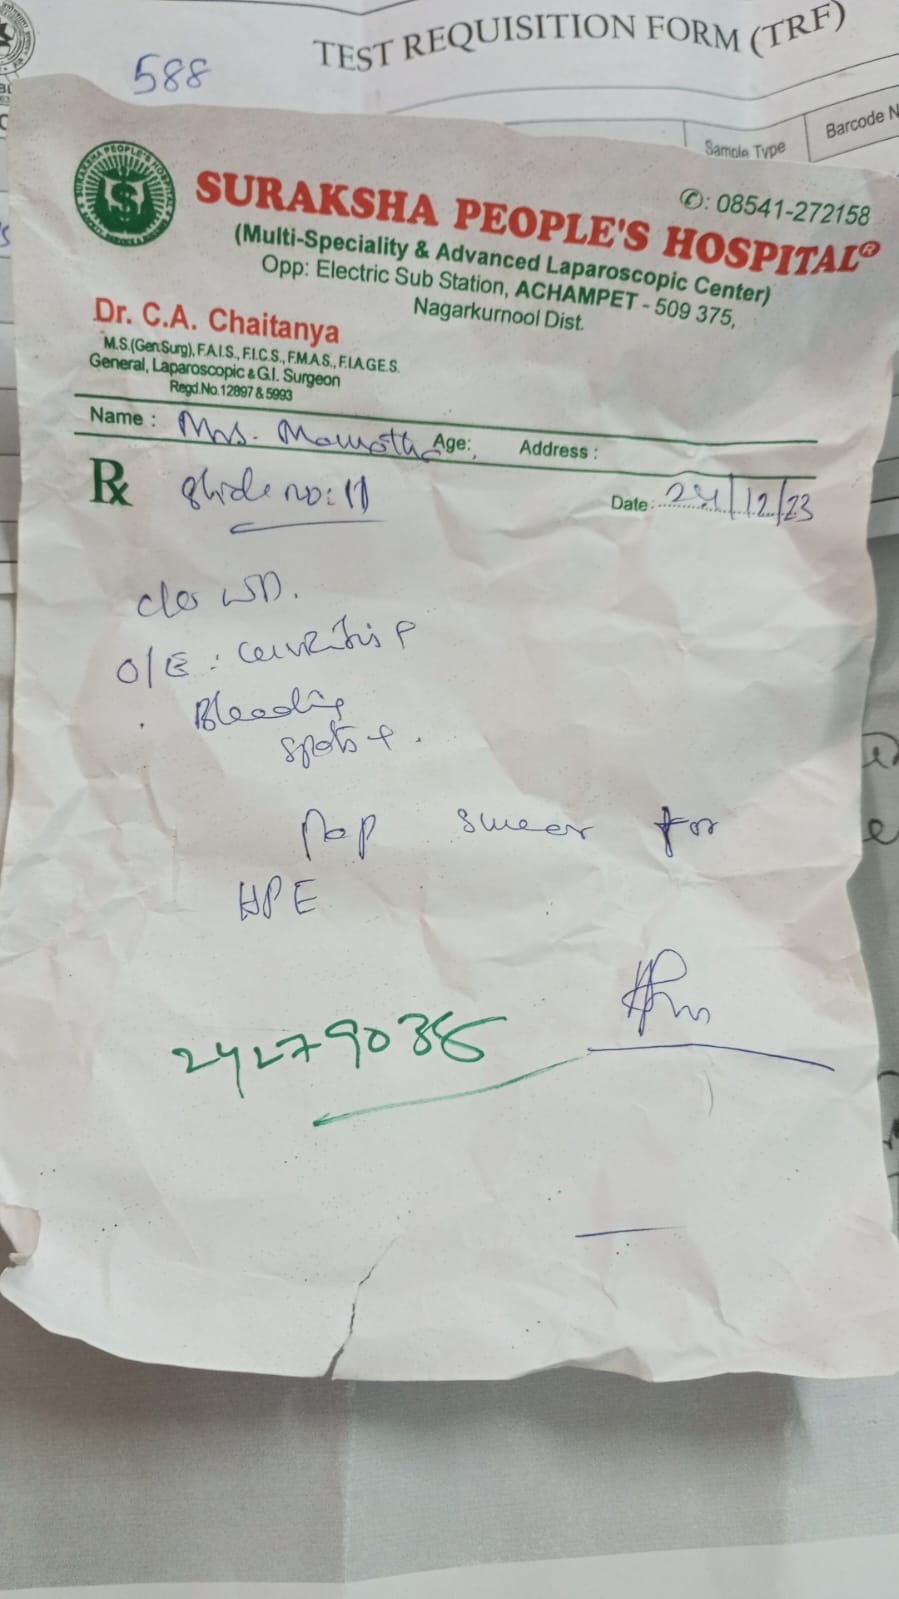 588
TEST REQUISITION FORM (TRF)
Sample Type
Barcode N
✆: 08541-272158
SURAKSHA PEOPLE'S HOSPITAL®
(Multi-Speciality & Advanced Laparoscopic Center)
Opp: Electric Sub Station, ACHAMPET - 509 375,
Nagarkurnool Dist.
Dr. C.A. Chaitanya
M.S.(Gen.Surg), F.A.I.S., F.I.C.S., F.M.A.S., F.I.A.G.E.S.
General, Laparoscopic & G.I. Surgeon
Regd.No.12897 & 5993
Name : Mrs. Mamatha Age: Address :
Rx slide no: 11
Date: 24/12/23
c/o WD.
O/E : cervicitis +
Bleeding
spots + .
Pap smear for
HPE
24279038